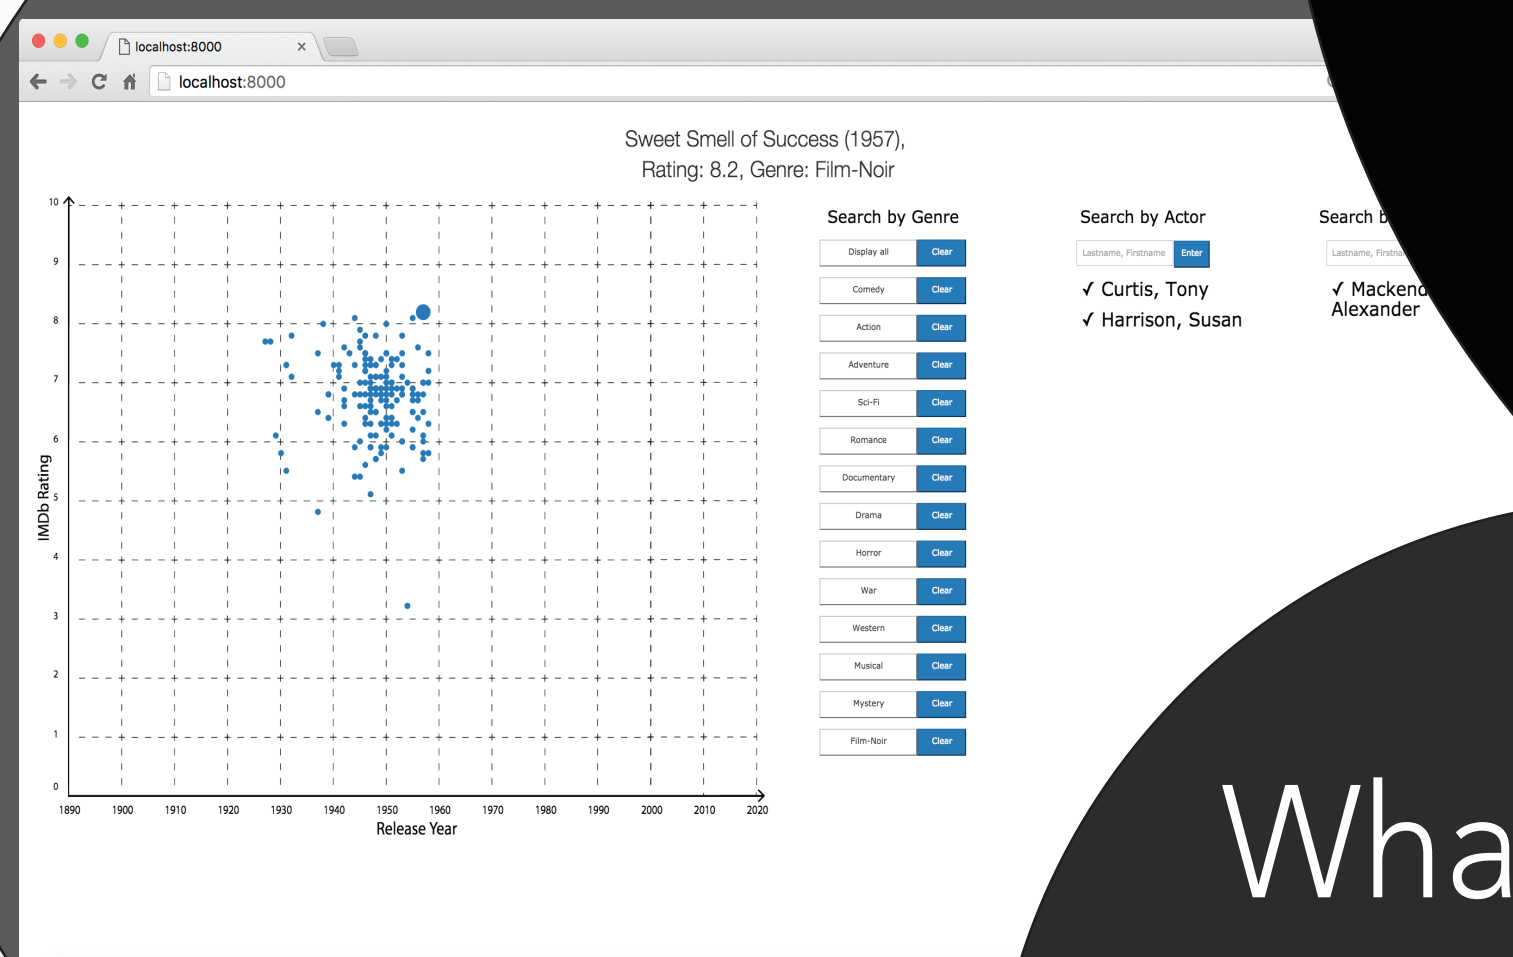 localhost:8000
localhost:8000
Sweet Smell of Success (1957),
Rating: 8.2, Genre: Film-Noir
10
9
8
7
6
5
4
3
2
1
0
IMDb Rating
1890 1900 1910 1920 1930 1940 1950 1960 1970 1980 1990 2000 2010 2020
Release Year
Search by Genre
Display all Clear
Comedy Clear
Action Clear
Adventure Clear
Sci-Fi Clear
Romance Clear
Documentary Clear
Drama Clear
Horror Clear
War Clear
Western Clear
Musical Clear
Mystery Clear
Film-Noir Clear
Search by Actor
Lastname, Firstname Enter
✓ Curtis, Tony
✓ Harrison, Susan
Search b
Lastname, Firstna
✓ Mackend
Alexander
Wha